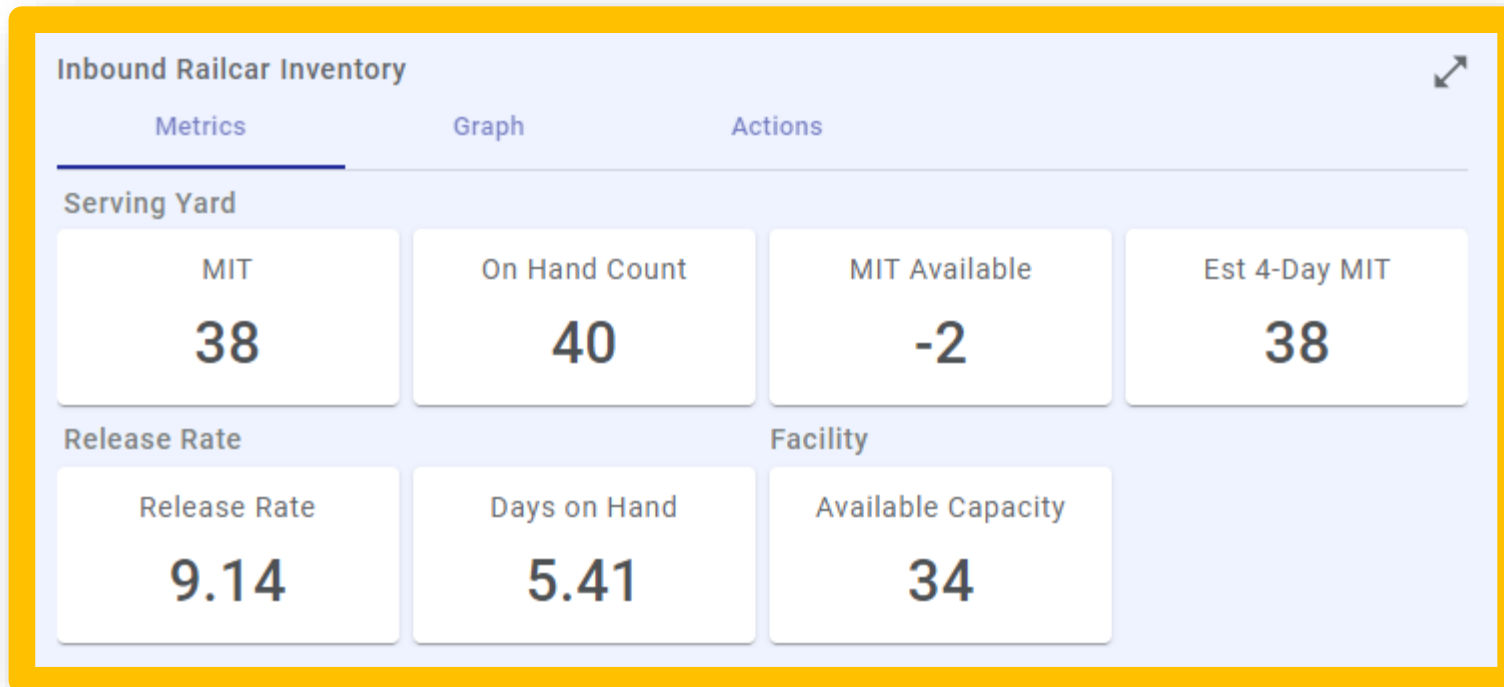 Inbound Railcar Inventory
Metrics Graph Actions
Serving Yard
MIT On Hand Count MIT Available Est 4-Day MIT
38 40 -2 38
Release Rate Facility
Release Rate Days on Hand Available Capacity
9.14 5.41 34